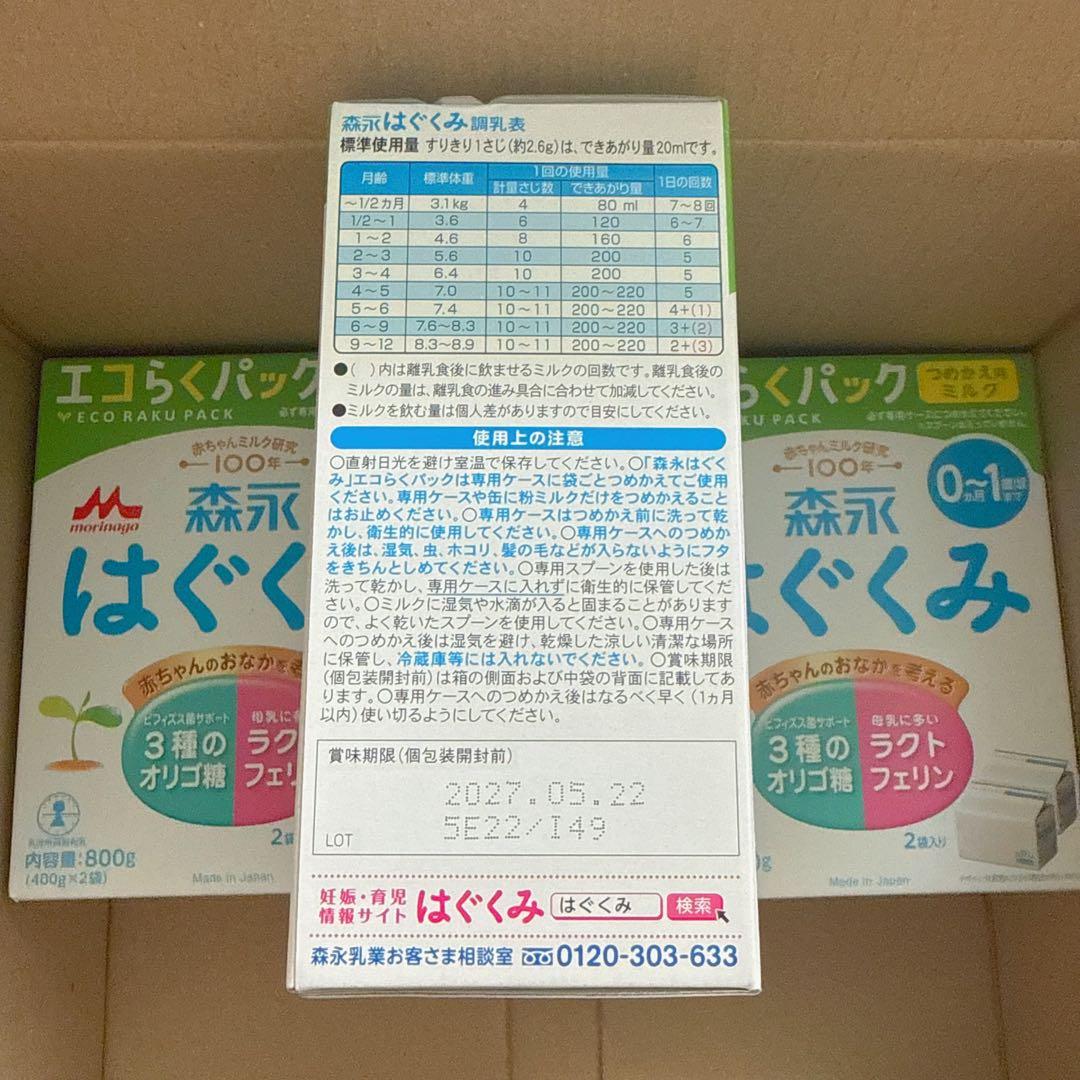 森永はぐくみ 調乳表
標準使用量 すりきり1さじ(約2.6g)は、できあがり量20mlです。
月齢 標準体重 1回の使用量 1日の回数
計量さじ数 できあがり量
〜1/2ヵ月 3.1kg 4 80 ml 7〜8回
1/2〜1 3.6 6 120 6〜7
1〜2 4.6 8 160 6
2〜3 5.6 10 200 5
3〜4 6.4 10 200 5
4〜5 7.0 10〜11 200〜220 5
5〜6 7.4 10〜11 200〜220 4+(1)
6〜9 7.6〜8.3 10〜11 200〜220 3+(2)
9〜12 8.3〜8.9 10〜11 200〜220 2+(3)
●( )内は離乳食後に飲ませるミルクの回数です。離乳食後の
ミルクの量は、離乳食の進み具合に合わせて加減してください。
●ミルクを飲む量は個人差がありますので目安にしてください。
使用上の注意
○直射日光を避け室温で保存してください。○「森永はぐく
み」エコらくパックは専用ケースに袋ごとつめかえてご使用
ください。専用ケースや缶に粉ミルクだけをつめかえること
はお止めください。○専用ケースはつめかえ前に洗って乾
かし、衛生的に使用してください。○専用ケースへのつめか
え後は、湿気、虫、ホコリ、髪の毛などが入らないようにフタ
をきちんとしめてください。○専用スプーンを使用した後は
洗って乾かし、専用ケースに入れずに衛生的に保管してくだ
さい。○ミルクに湿気や水滴が入ると固まることがあります
ので、よく乾いたスプーンを使用してください。○専用ケース
へのつめかえ後は湿気を避け、乾燥した涼しい清潔な場所
に保管し、冷蔵庫等には入れないでください。○賞味期限
(個包装開封前)は箱の側面および中袋の背面に記載してあ
ります。○専用ケースへのつめかえ後はなるべく早く(1ヵ月
以内)使い切るようにしてください。
賞味期限(個包装開封前)
2027.05.22
5E22/I49
LOT
妊娠・育児
情報サイト はぐくみ はぐくみ 検索
森永乳業お客さま相談室 0120-303-633
エコらくパック
ECO RAKU PACK
必ず専用
赤ちゃんミルク研究
100年
morinaga
森永
はぐく
赤ちゃんのおなかを考
ビフィズス菌サポート
3種の
オリゴ糖
母乳に
ラク
フェリ
2袋
内容量:800g
(400g×2袋)
Made in Japan
らくパック
つめかえ用
ミルク
KU PACK
赤ちゃんミルク研究
100年
0〜1
ヵ月
森永
ぐくみ
赤ちゃんのおなかを考える
ビフィズス菌サポート
3種の
オリゴ糖
母乳に多い
ラクト
フェリン
2袋入り
Made in Japan